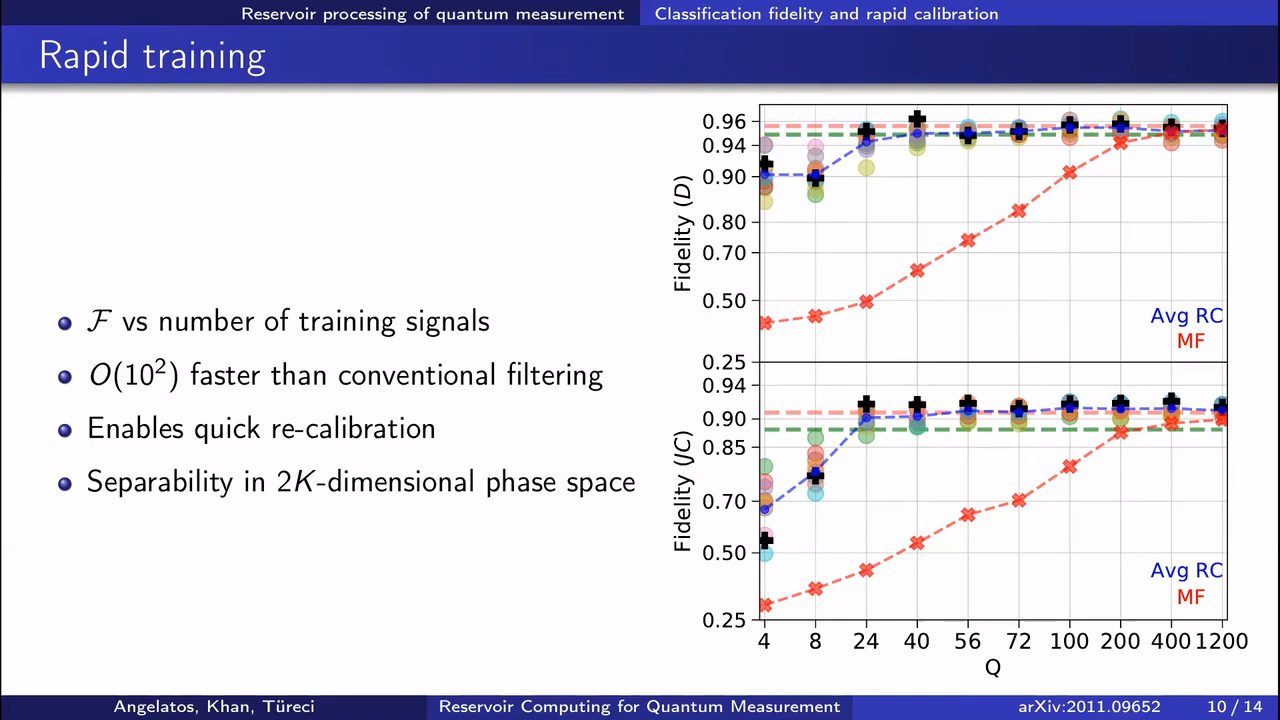 Reservoir processing of quantum measurement Classification fidelity and rapid calibration
Rapid training
ℱ vs number of training signals
O(10²) faster than conventional filtering
Enables quick re-calibration
Separability in 2K-dimensional phase space
Fidelity (D)
0.96
0.94
0.90
0.80
0.70
0.50
0.25
Avg RC
MF
Fidelity (JC)
0.94
0.90
0.85
0.70
0.50
0.25
Avg RC
MF
4 8 24 40 56 72 100 200 400 1200
Q
Angelatos, Khan, Türeci Reservoir Computing for Quantum Measurement arXiv:2011.09652 10 / 14